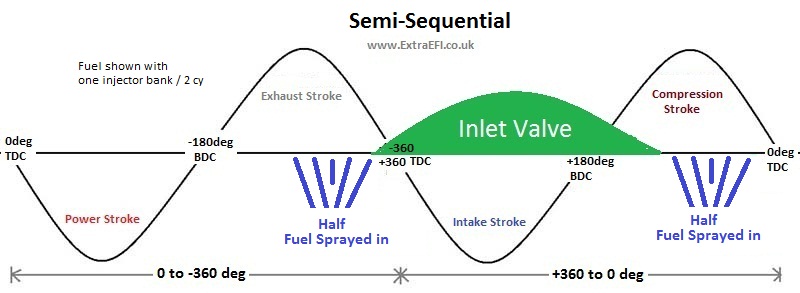 Semi-Sequential
www.ExtraEFI.co.uk
Fuel shown with
one injector bank / 2 cy
Exhaust Stroke
Compression
Stroke
Inlet Valve
0deg
TDC
-180deg
BDC
-360
+360 TDC
+180deg
BDC
0deg
TDC
Power Stroke
Half
Fuel Sprayed in
Intake Stroke
Half
Fuel Sprayed in
0 to -360 deg
+360 to 0 deg